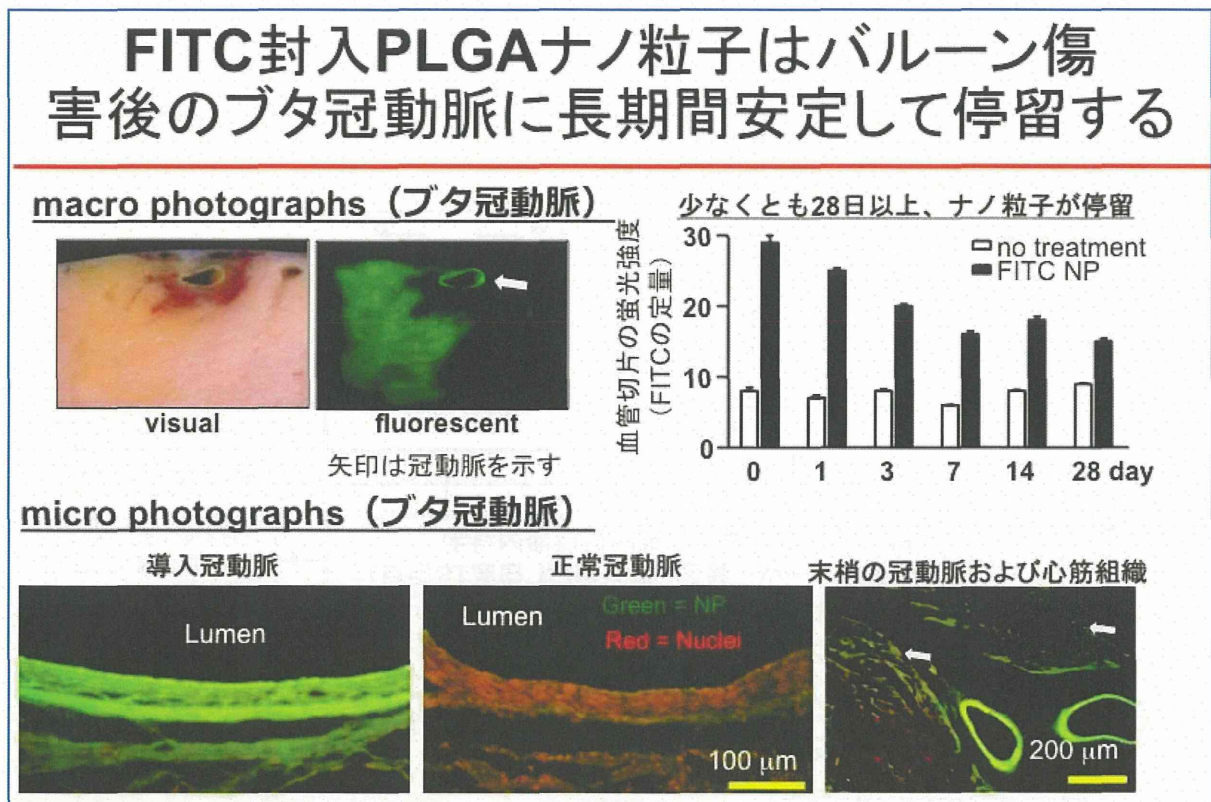 FITC封入PLGAナノ粒子はバルーン傷
害後のブタ冠動脈に長期間安定して停留する
macro photographs（ブタ冠動脈）
visual
fluorescent
矢印は冠動脈を示す
少なくとも28日以上、ナノ粒子が停留
血管切片の蛍光強度
（FITCの定量）
30
20
10
0
no treatment
FITC NP
0 1 3 7 14 28 day
micro photographs（ブタ冠動脈）
導入冠動脈
Lumen
正常冠動脈
Lumen
Green = NP
Red = Nuclei
100 μm
末梢の冠動脈および心筋組織
200 μm